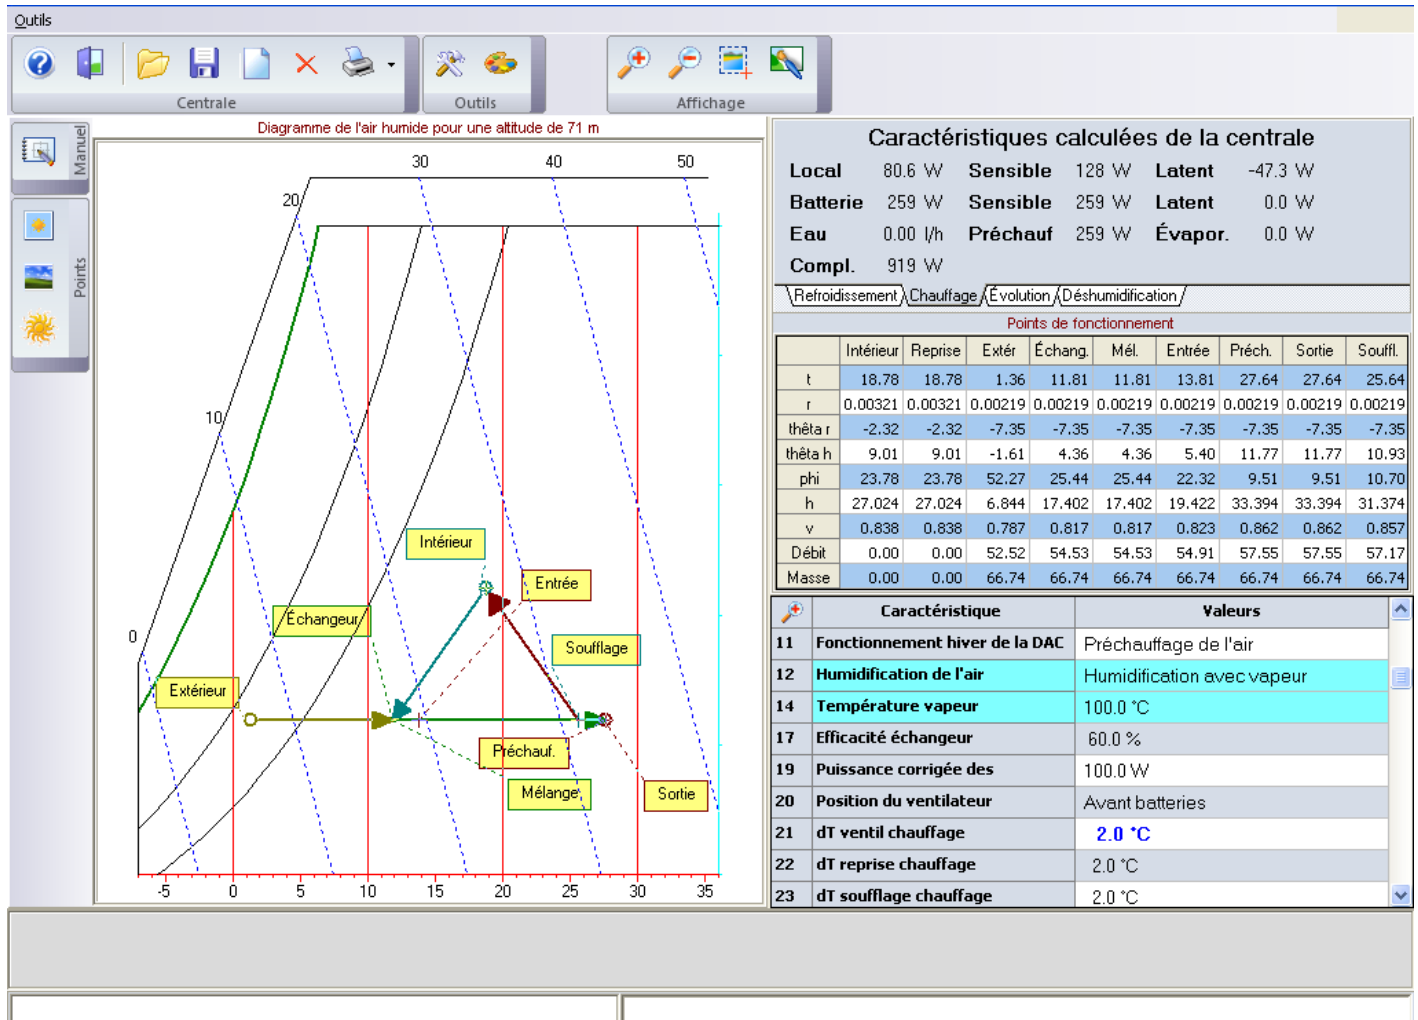 Outils
Centrale
Outils
Affichage
Manuel
Points
Diagramme de l'air humide pour une altitude de 71 m
30 40 50
20
10
0
Intérieur
Entrée
Échangeur
Soufflage
Extérieur
Préchauf.
Mélange
Sortie
-5 0 5 10 15 20 25 30 35
Caractéristiques calculées de la centrale
Local 80.6 W Sensible 128 W Latent -47.3 W
Batterie 259 W Sensible 259 W Latent 0.0 W
Eau 0.00 l/h Préchauf 259 W Évapor. 0.0 W
Compl. 919 W
Refroidissement Chauffage Évolution Déshumidification
Points de fonctionnement
Intérieur Reprise Extér Échang. Mél. Entrée Préch. Sortie Souffl.
t 18.78 18.78 1.36 11.81 11.81 13.81 27.64 27.64 25.64
r 0.00321 0.00321 0.00219 0.00219 0.00219 0.00219 0.00219 0.00219 0.00219
thêta r -2.32 -2.32 -7.35 -7.35 -7.35 -7.35 -7.35 -7.35 -7.35
thêta h 9.01 9.01 -1.61 4.36 4.36 5.40 11.77 11.77 10.93
phi 23.78 23.78 52.27 25.44 25.44 22.32 9.51 9.51 10.70
h 27.024 27.024 6.844 17.402 17.402 19.422 33.394 33.394 31.374
v 0.838 0.838 0.787 0.817 0.817 0.823 0.862 0.862 0.857
Débit 0.00 0.00 52.52 54.53 54.53 54.91 57.55 57.55 57.17
Masse 0.00 0.00 66.74 66.74 66.74 66.74 66.74 66.74 66.74
Caractéristique Valeurs
11 Fonctionnement hiver de la DAC Préchauffage de l'air
12 Humidification de l'air Humidification avec vapeur
14 Température vapeur 100.0 °C
17 Efficacité échangeur 60.0 %
19 Puissance corrigée des 100.0 W
20 Position du ventilateur Avant batteries
21 dT ventil chauffage 2.0 °C
22 dT reprise chauffage 2.0 °C
23 dT soufflage chauffage 2.0 °C